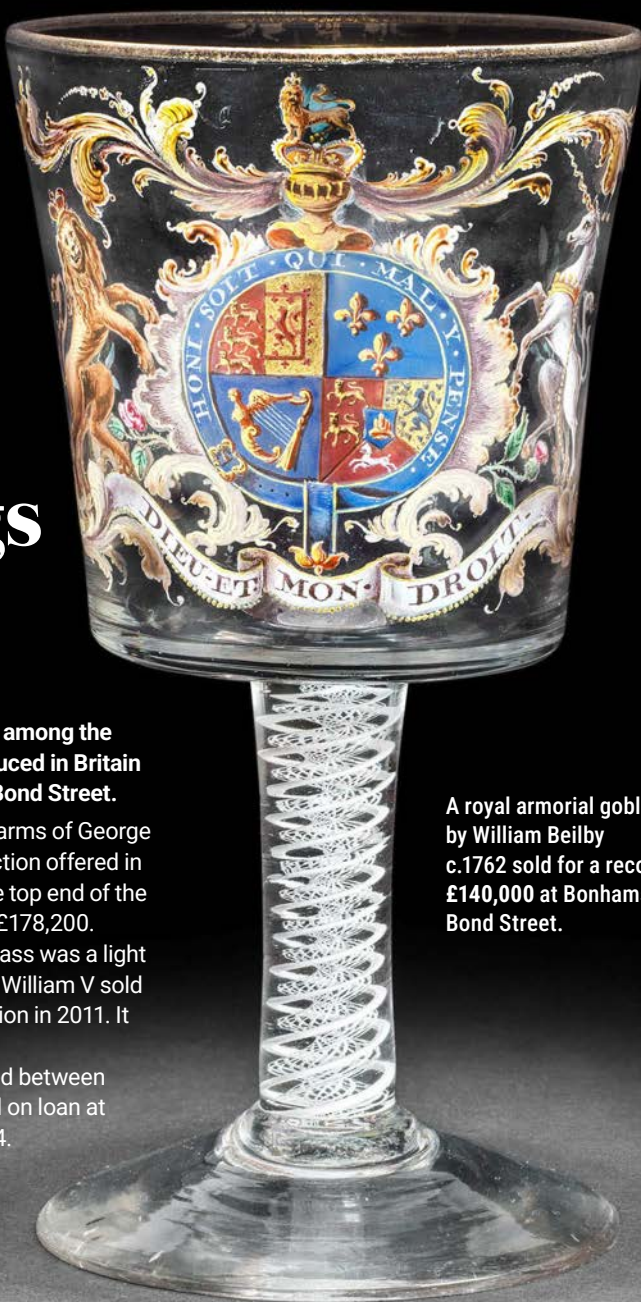 HONI · SOIT · QUI · MAL · Y · PENSE ·
DIEU-ET MON· DROIT-
gs
among the
uced in Britain
Bond Street.
arms of George
ction offered in
e top end of the
£178,200.
ass was a light
William V sold
ion in 2011. It
d between
l on loan at
4.
A royal armorial gobl
by William Beilby
c.1762 sold for a reco
£140,000 at Bonham
Bond Street.